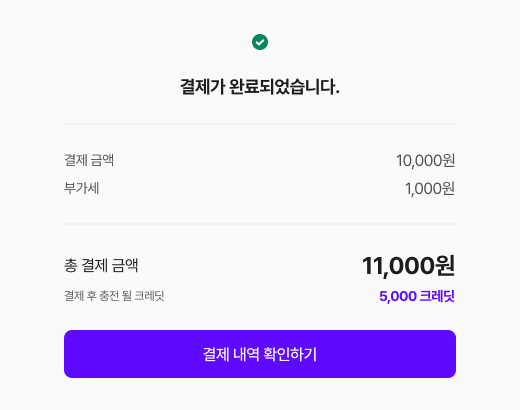 결제가 완료되었습니다.
결제 금액 10,000원
부가세 1,000원
총 결제 금액 11,000원
결제 후 충전 될 크레딧 5,000 크레딧
결제 내역 확인하기